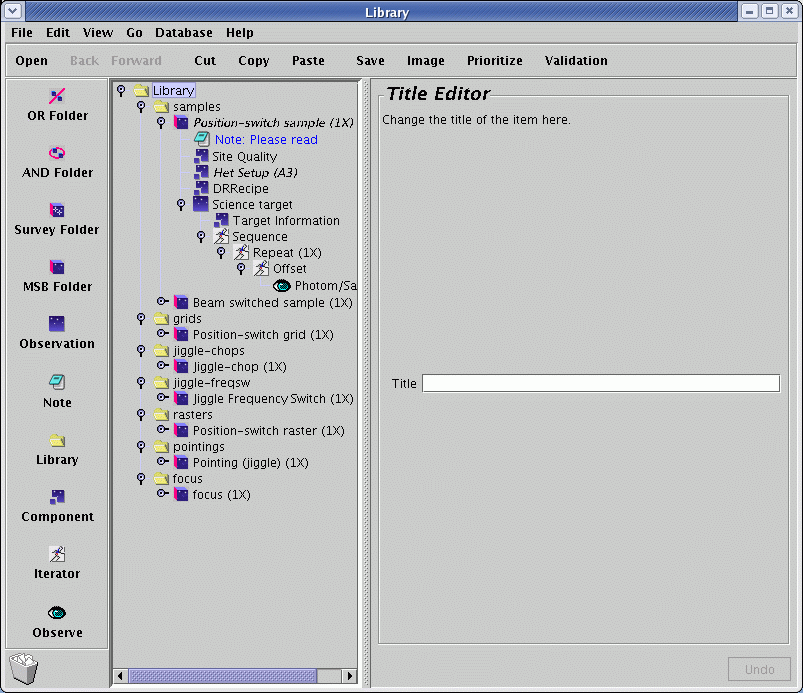 Library
File Edit View Go Database Help
Open Back Forward Cut Copy Paste Save Image Prioritize Validation
OR Folder
AND Folder
Survey Folder
MSB Folder
Observation
Note
Library
Component
Iterator
Observe
Library
samples
Position-switch sample (1X)
Note: Please read
Site Quality
Het Setup (A3)
DRRecipe
Science target
Target Information
Sequence
Repeat (1X)
Offset
Photom/Sa
Beam switched sample (1X)
grids
Position-switch grid (1X)
jiggle-chops
Jiggle-chop (1X)
jiggle-freqsw
Jiggle Frequency Switch (1X)
rasters
Position-switch raster (1X)
pointings
Pointing (jiggle) (1X)
focus
focus (1X)
Title Editor
Change the title of the item here.
Title
Undo